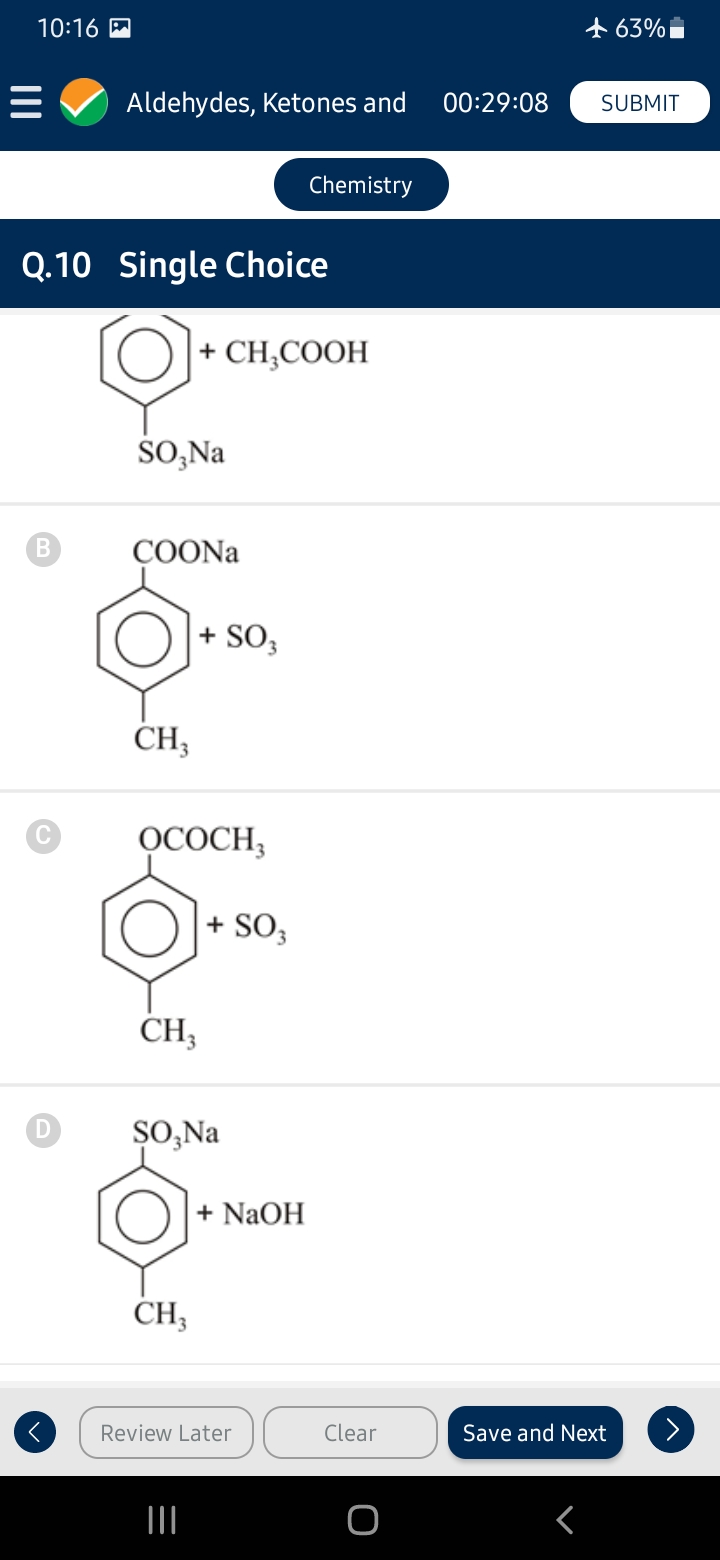 10:16
63%
Aldehydes, Ketones and 00:29:08 SUBMIT
Chemistry
Q.10 Single Choice
+ CH₃COOH
SO₃Na
B
COONa
+ SO₃
CH₃
C
OCOCH₃
+ SO₃
CH₃
D
SO₃Na
+ NaOH
CH₃
Review Later Clear Save and Next